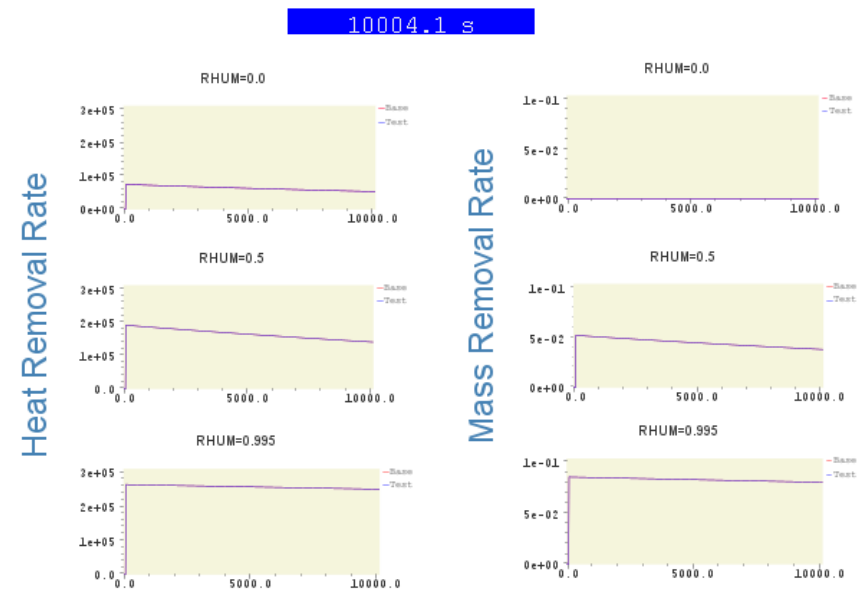 10004.1 s
Heat Removal Rate
RHUM=0.0
3e+05
2e+05
1e+05
0e+00
0.0 5000.0 10000.0
Base
Test
RHUM=0.5
3e+05
2e+05
1e+05
0.0
0.0 5000.0 10000.0
Base
Test
RHUM=0.995
3e+05
2e+05
1e+05
0.0
0.0 5000.0 10000.0
Base
Test
Mass Removal Rate
RHUM=0.0
1e-01
5e-02
0e+00
0.0 5000.0 10000.0
Base
Test
RHUM=0.5
1e-01
5e-02
0e+00
0.0 5000.0 10000.0
Base
Test
RHUM=0.995
1e-01
5e-02
0e+00
0.0 5000.0 10000.0
Base
Test